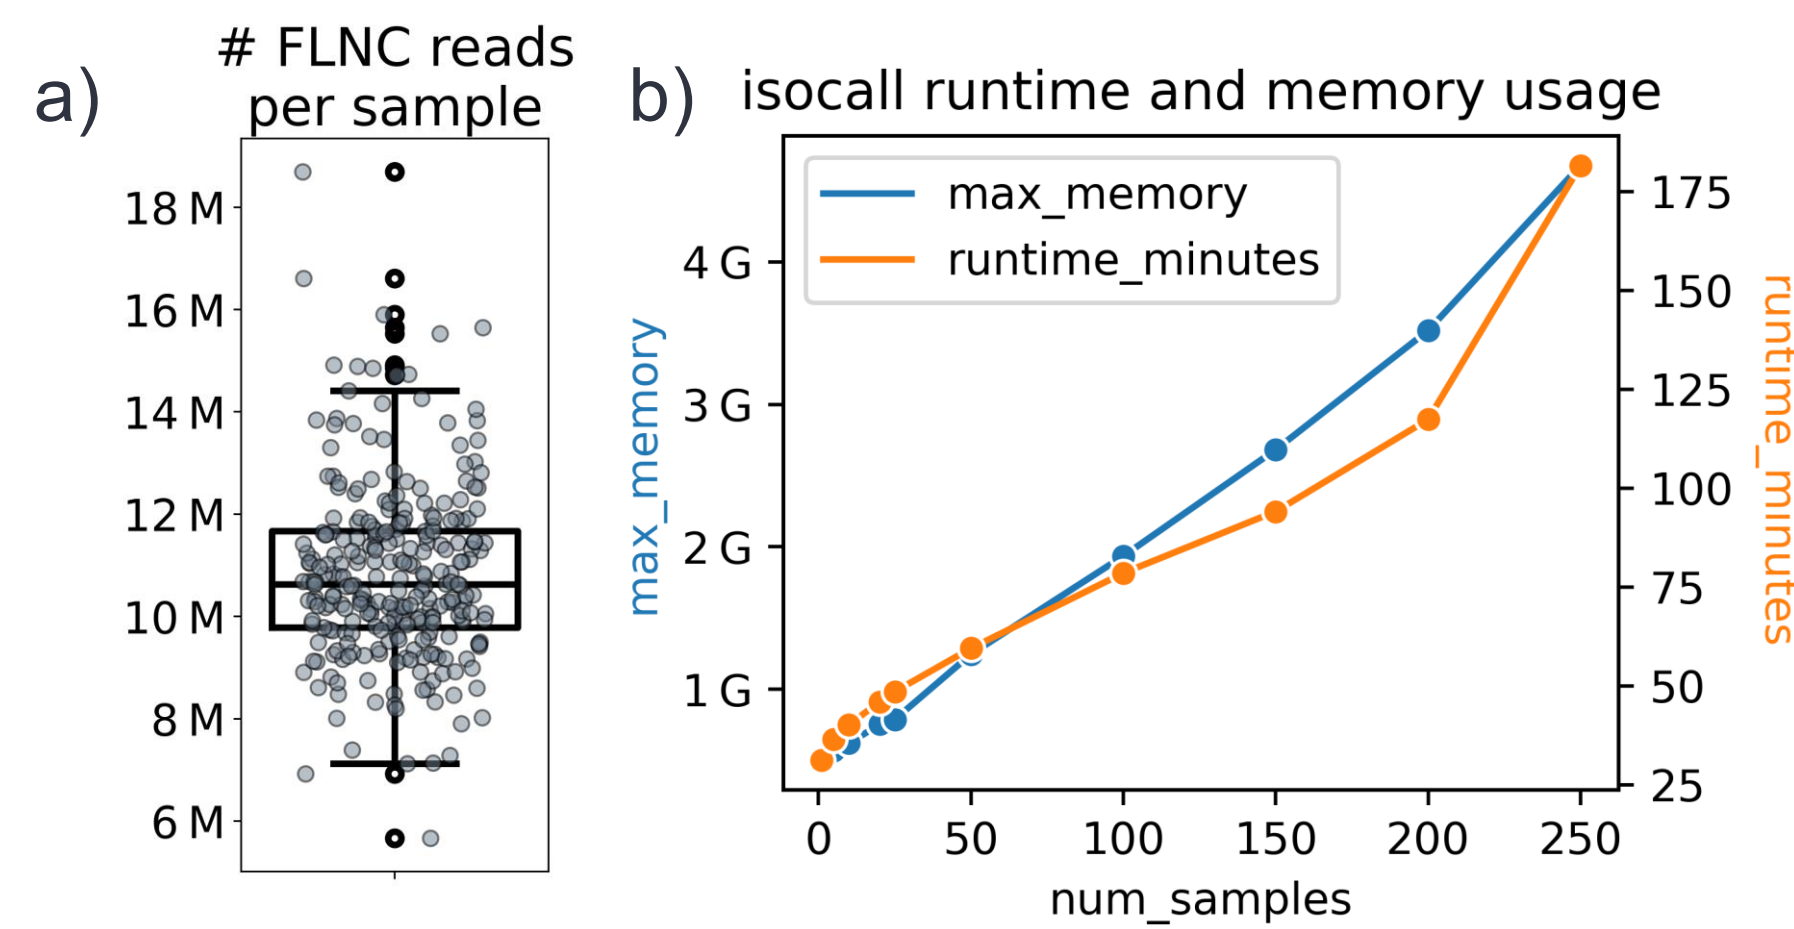 a)
# FLNC reads
per sample
18 M
16 M
14 M
12 M
10 M
8 M
6 M
b)
isocall runtime and memory usage
max_memory
runtime_minutes
max_memory
4 G
3 G
2 G
1 G
175
150
125
100
75
50
25
runtime_minutes
0 50 100 150 200 250
num_samples